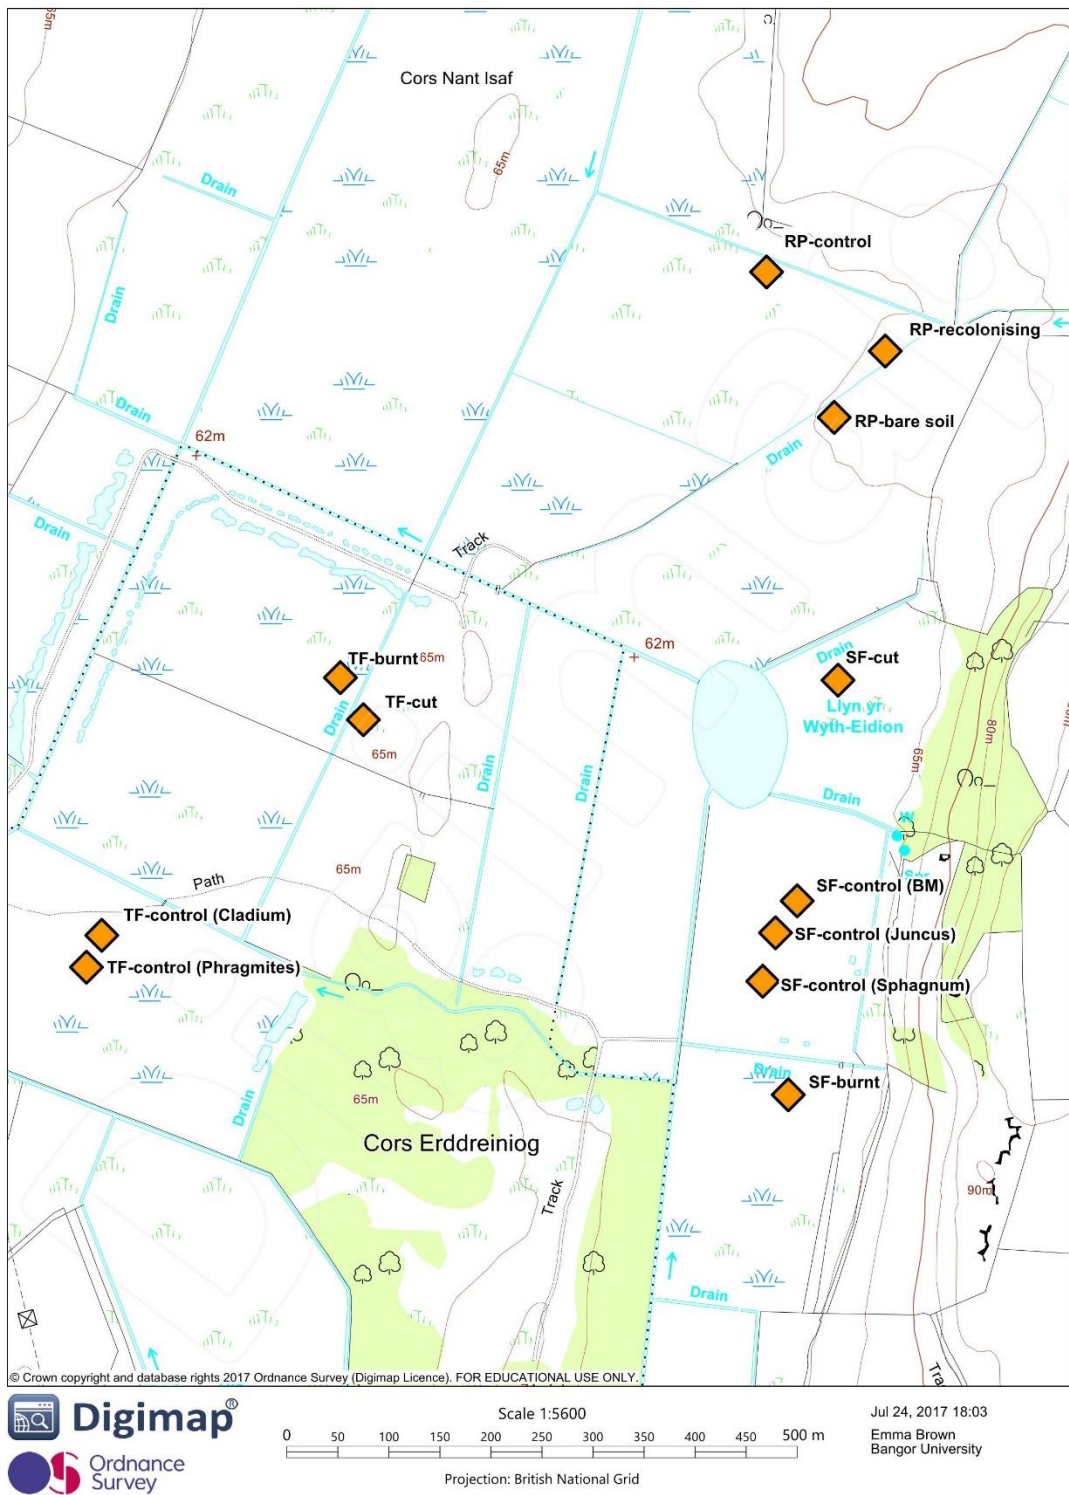 65m
Cors Nant Isaf
65m
Drain
RP-control
Drain
RP-recolonising
Drain
RP-bare soil
62m
Drain
Drain
Track
62m
TF-burnt
65m
Drain
SF-cut
TF-cut
Llyn yr
Wyth-Eidion
Drain
65m
80m
65m
Drain
Drain
Drain
W
Path
65m
SF-control (BM)
TF-control (Cladium)
SF-control (Juncus)
TF-control (Phragmites)
SF-control (Sphagnum)
Drain
SF-burnt
65m
Drain
Cors Erddreiniog
90m
Track
Drain
© Crown copyright and database rights 2017 Ordnance Survey (Digimap Licence). FOR EDUCATIONAL USE ONLY.
Digimap®
Ordnance
Survey
Scale 1:5600
0 50 100 150 200 250 300 350 400 450 500 m
Projection: British National Grid
Jul 24, 2017 18:03
Emma Brown
Bangor University